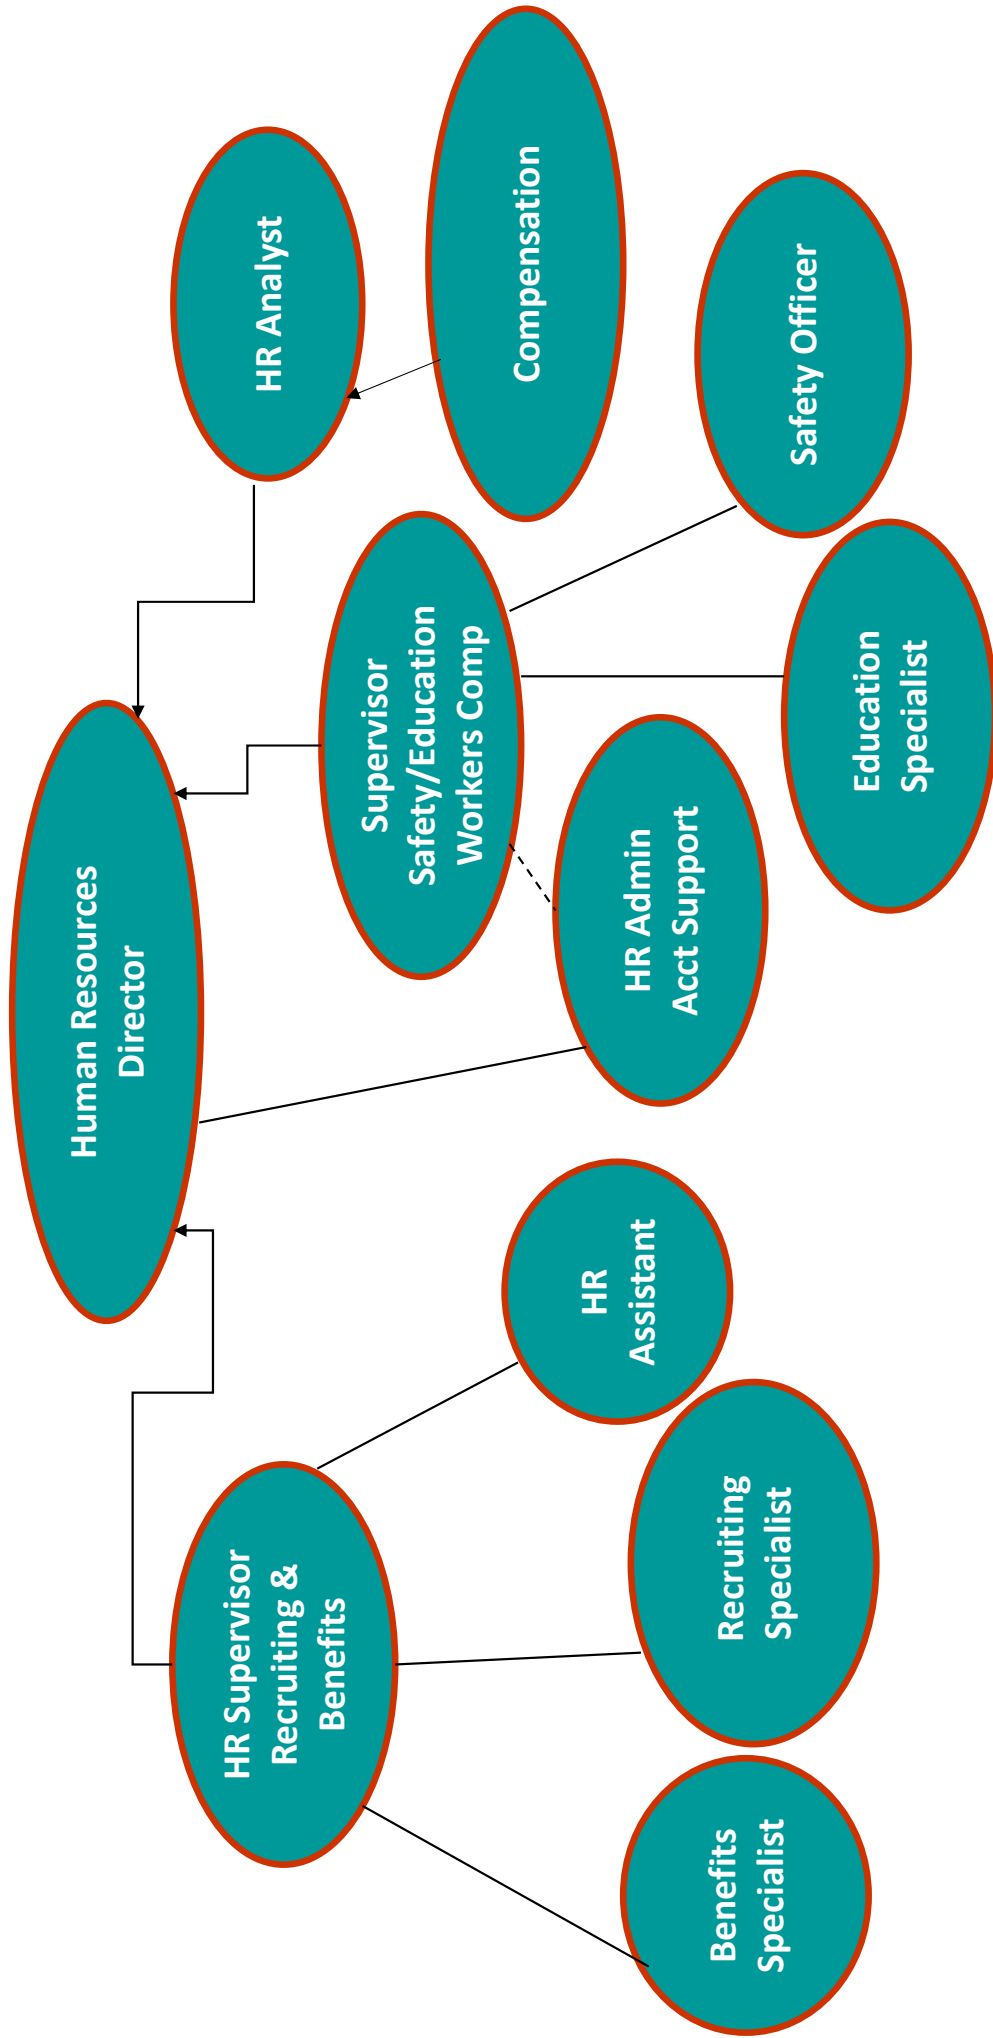 Human Resources
Director
HR Supervisor
Recruiting &
Benefits
Supervisor
Safety/Education
Workers Comp
HR Analyst
Compensation
HR Assistant
HR Admin
Acct Support
Benefits
Specialist
Recruiting
Specialist
Education
Specialist
Safety Officer